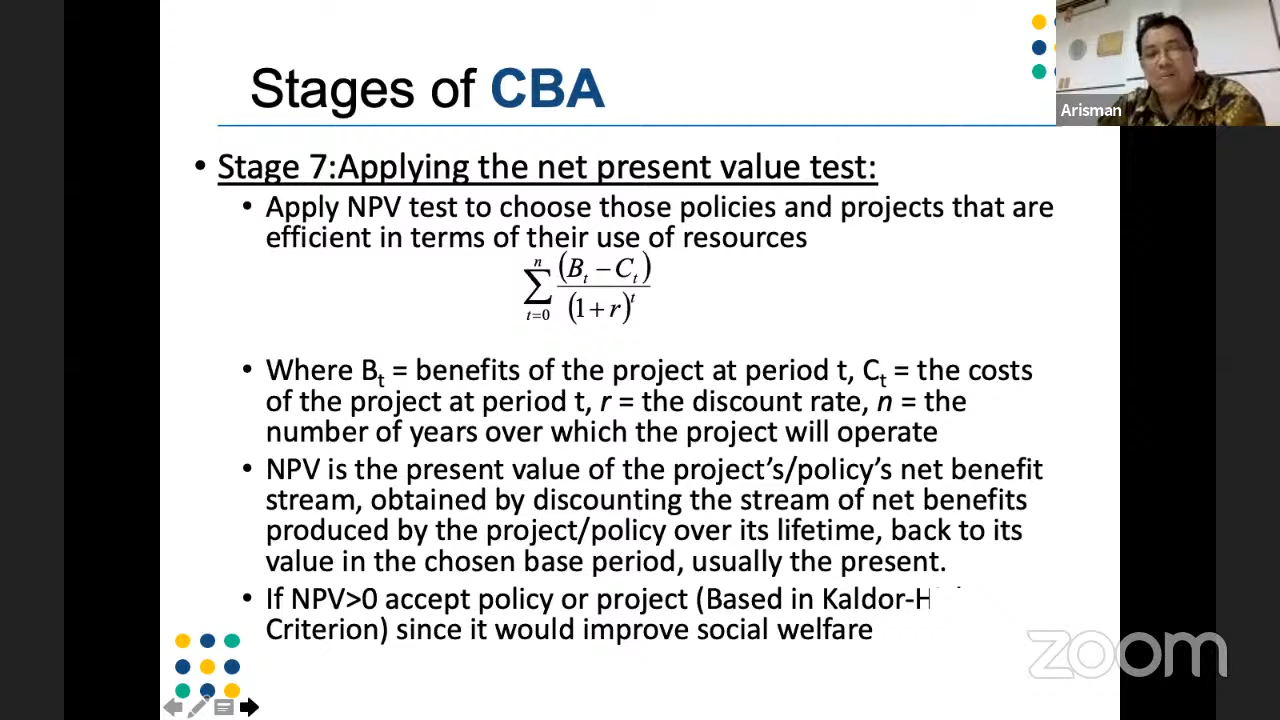 Stages of CBA
Arisman
• Stage 7:Applying the net present value test:
• Apply NPV test to choose those policies and projects that are
efficient in terms of their use of resources
n
∑ (Bt − Ct) / (1 + r)^t
t=0
• Where Bt = benefits of the project at period t, Ct = the costs
of the project at period t, r = the discount rate, n = the
number of years over which the project will operate
• NPV is the present value of the project’s/policy’s net benefit
stream, obtained by discounting the stream of net benefits
produced by the project/policy over its lifetime, back to its
value in the chosen base period, usually the present.
• If NPV>0 accept policy or project (Based in
Criterion) since it would improve social welfare
zoom